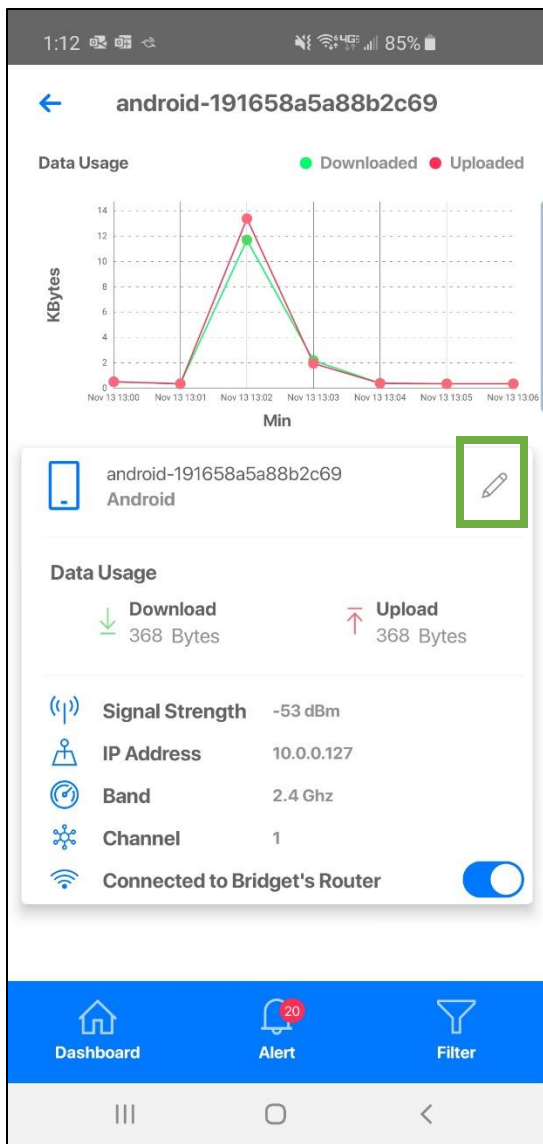 1:12 85%
android-191658a5a88b2c69
Data Usage Downloaded Uploaded
14
12
10
8
6
4
2
0
KBytes
Nov 13 13:00 Nov 13 13:01 Nov 13 13:02 Nov 13 13:03 Nov 13 13:04 Nov 13 13:05 Nov 13 13:06
Min
android-191658a5a88b2c69
Android
Data Usage
Download Upload
368 Bytes 368 Bytes
Signal Strength -53 dBm
IP Address 10.0.0.127
Band 2.4 Ghz
Channel 1
Connected to Bridget's Router
20
Dashboard Alert Filter